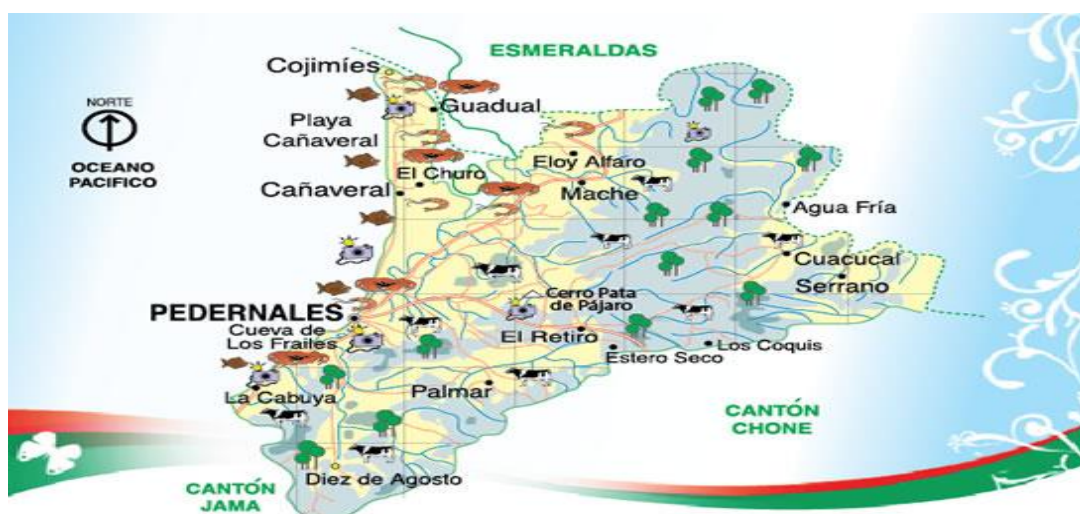 ESMERALDAS
Cojimíes
NORTE
Guadual
Playa
Cañaveral
OCEANO
PACIFICO
Eloy Alfaro
El Churo
Cañaveral
Mache
Agua Fría
Cuacucal
Serrano
Cerro Pata
de Pájaro
PEDERNALES
Cueva de
Los Frailes
El Retiro
Estero Seco
Los Coquis
La Cabuya
Palmar
CANTÓN
CHONE
Diez de Agosto
CANTÓN
JAMA